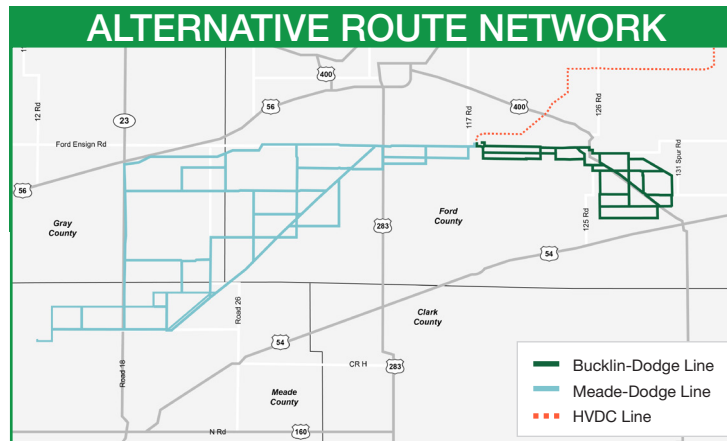 ALTERNATIVE ROUTE NETWORK
400
12 Rd
56
117 Rd
400
126 Rd
23
Ford Ensign Rd
131 Spur Rd
56
Gray
County
Ford
County
125 Rd
283
54
Road 26
Clark
County
54
CR H
283
Road 18
Meade
County
N Rd
160
Bucklin-Dodge Line
Meade-Dodge Line
HVDC Line